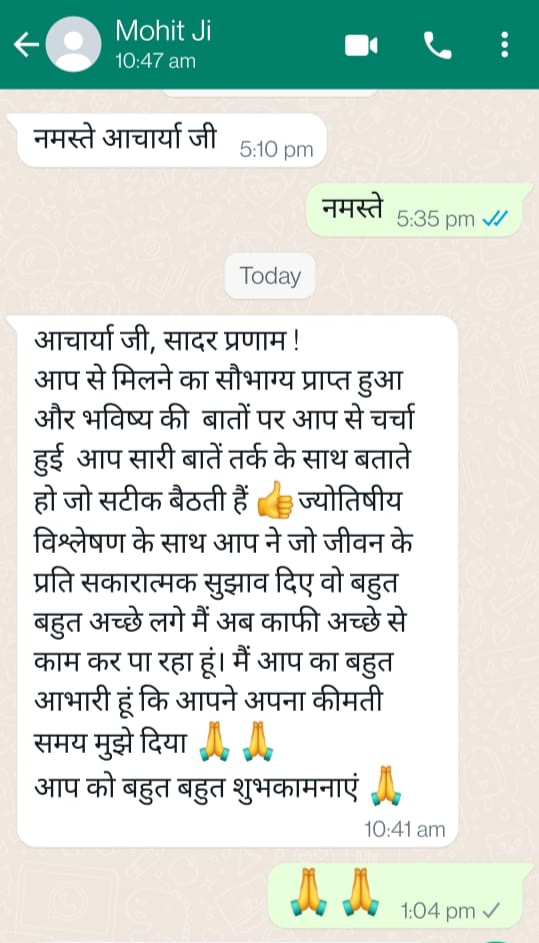 Mohit Ji
10:47 am
नमस्ते आचार्या जी 5:10 pm
नमस्ते 5:35 pm
Today
आचार्या जी, सादर प्रणाम !
आप से मिलने का सौभाग्य प्राप्त हुआ
और भविष्य की बातों पर आप से चर्चा
हुई आप सारी बातें तर्क के साथ बताते
हो जो सटीक बैठती हैं 👍 ज्योतिषीय
विश्लेषण के साथ आप ने जो जीवन के
प्रति सकारात्मक सुझाव दिए वो बहुत
बहुत अच्छे लगे मैं अब काफी अच्छे से
काम कर पा रहा हूं। मैं आप का बहुत
आभारी हूं कि आपने अपना कीमती
समय मुझे दिया 🙏 🙏
आप को बहुत बहुत शुभकामनाएं 🙏
10:41 am
🙏 🙏 1:04 pm